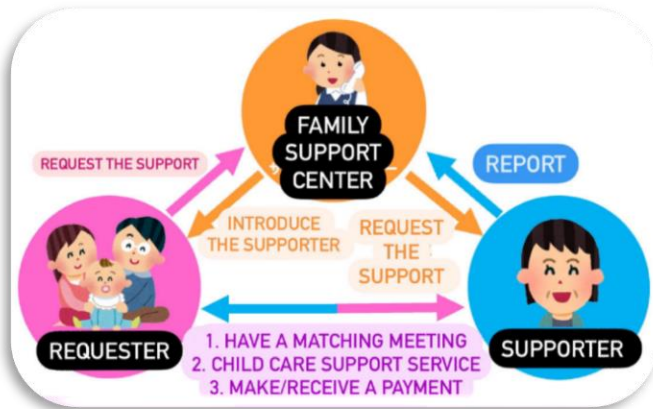 FAMILY
SUPPORT
CENTER
REQUEST THE SUPPORT
REPORT
INTRODUCE
THE SUPPORTER
REQUEST
THE
SUPPORT
REQUESTER
1. HAVE A MATCHING MEETING
2. CHILD CARE SUPPORT SERVICE
3. MAKE/RECEIVE A PAYMENT
SUPPORTER